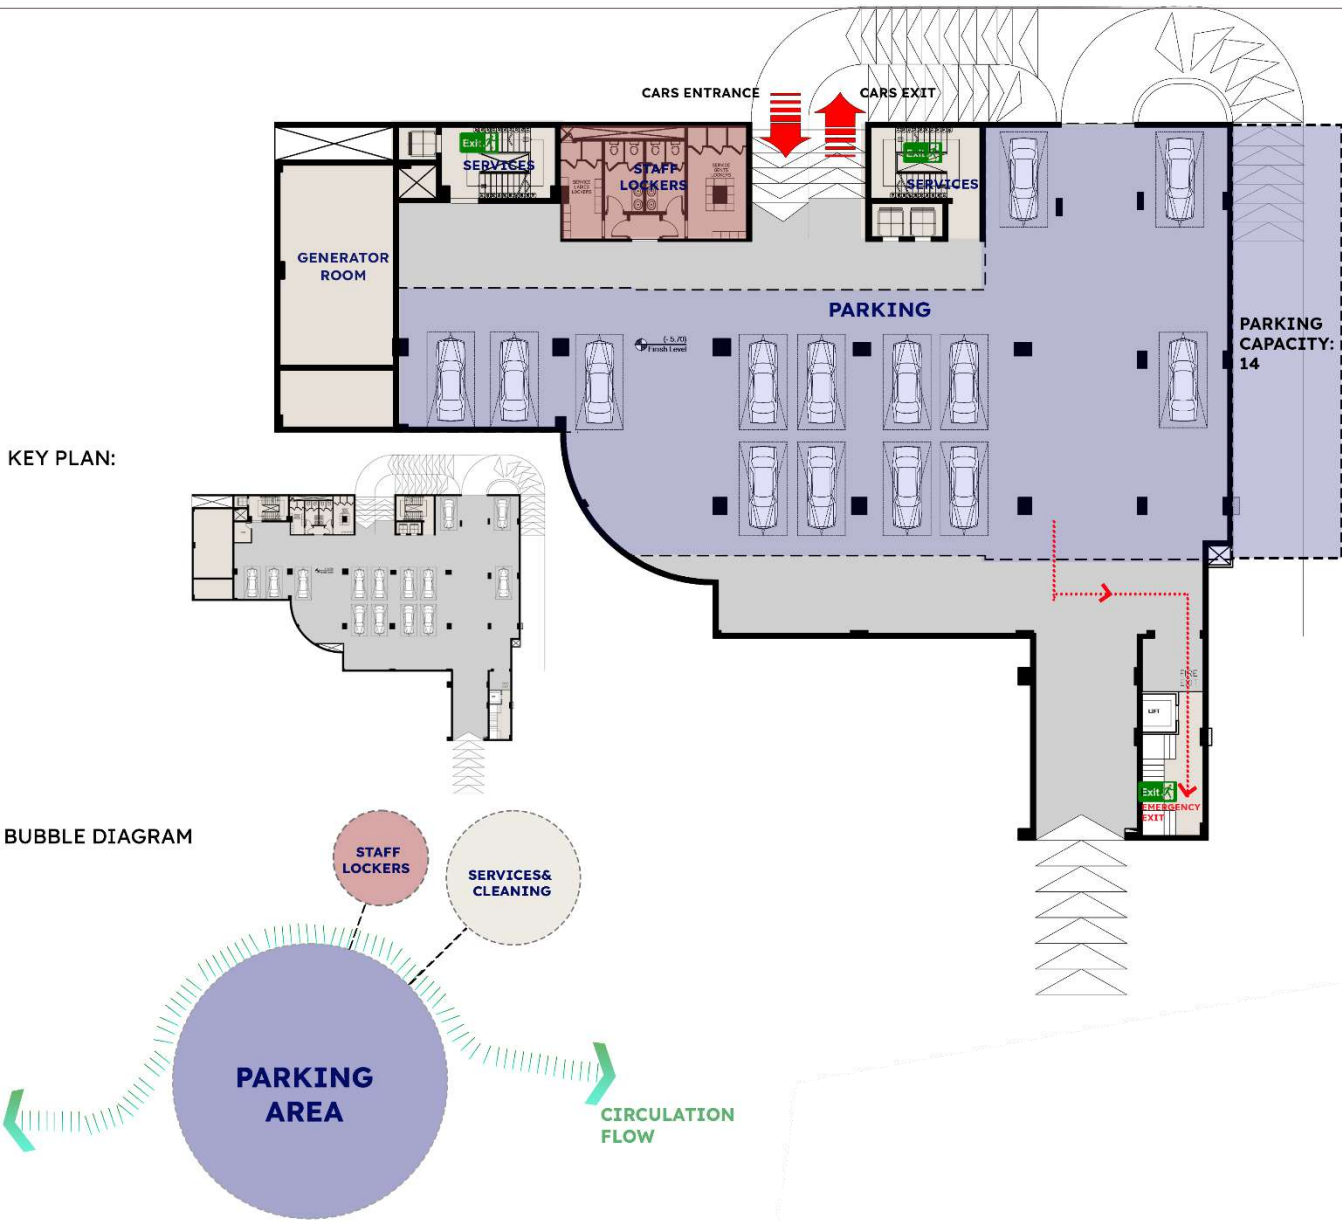 CARS ENTRANCE
CARS EXIT
Exit
SERVICES
STAFF
LOCKERS
Exit
SERVICES
GENERATOR
ROOM
PARKING
(-5.70)
Finish Level
PARKING
CAPACITY:
14
KEY PLAN:
LIFT
Exit
EMERGENCY
EXIT
BUBBLE DIAGRAM
STAFF
LOCKERS
SERVICES&
CLEANING
PARKING
AREA
CIRCULATION
FLOW